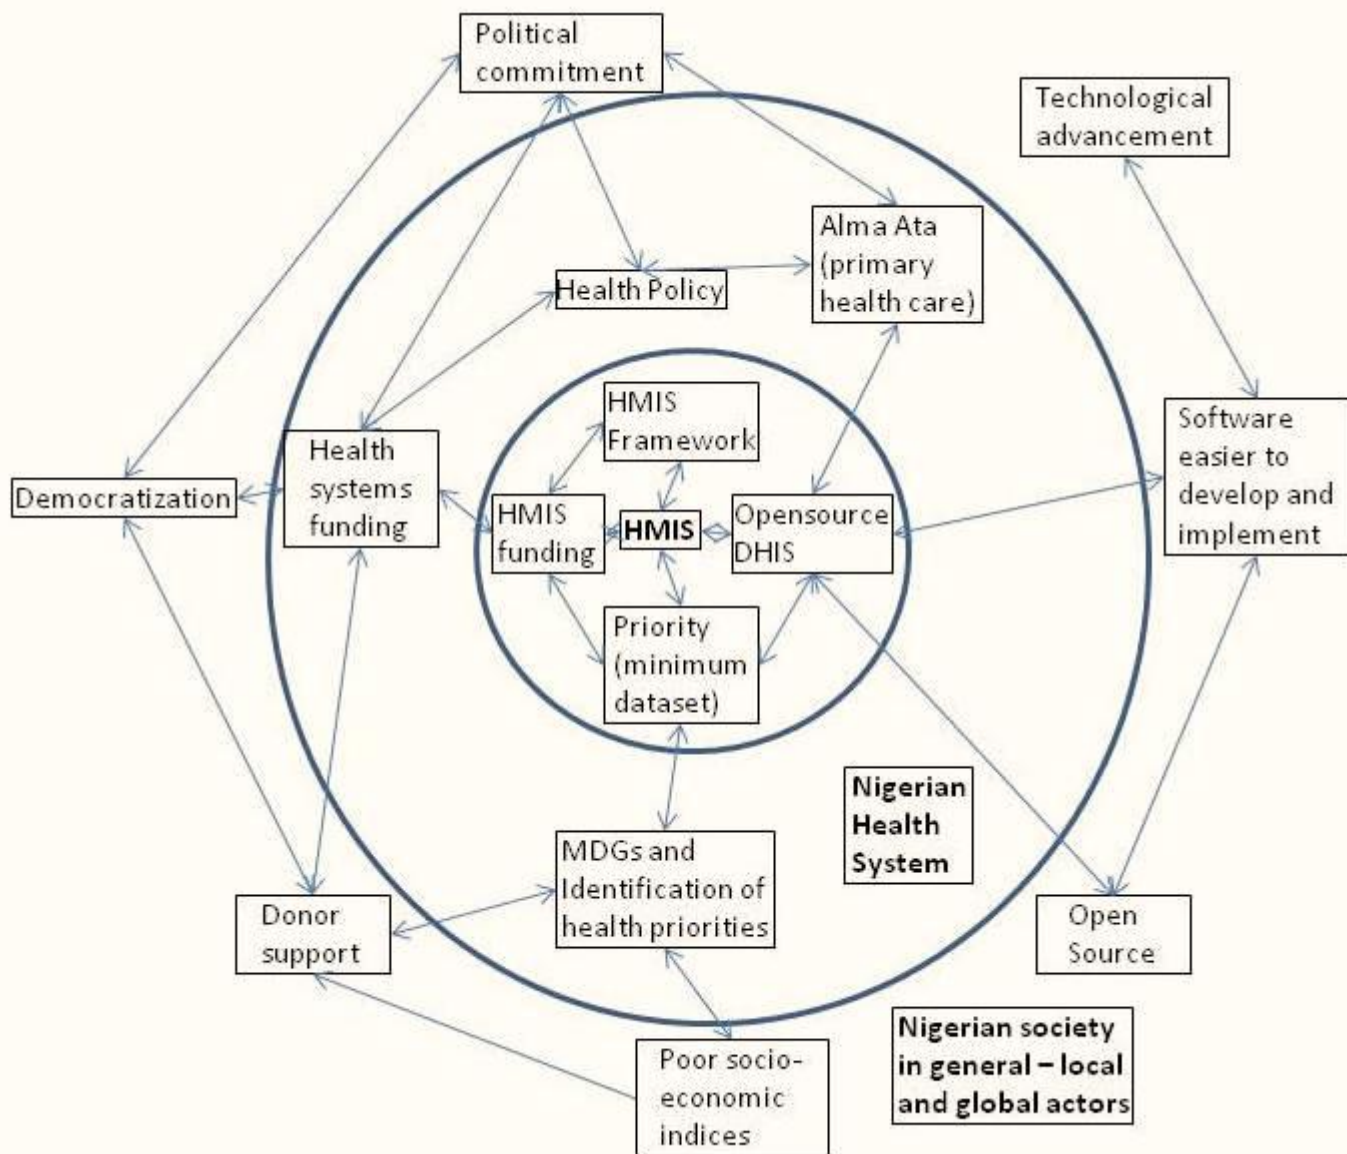 Political
commitment
Technological
advancement
Alma Ata
(primary
health care)
Health Policy
HMIS
Framework
Software
easier to
develop and
implement
Health
systems
funding
Democratization
HMIS
funding
HMIS
Opensource
DHIS
Priority
(minimum
dataset)
Nigerian
Health
System
MDGs and
Identification of
health priorities
Donor
support
Open
Source
Nigerian society
in general – local
and global actors
Poor socio-
economic
indices